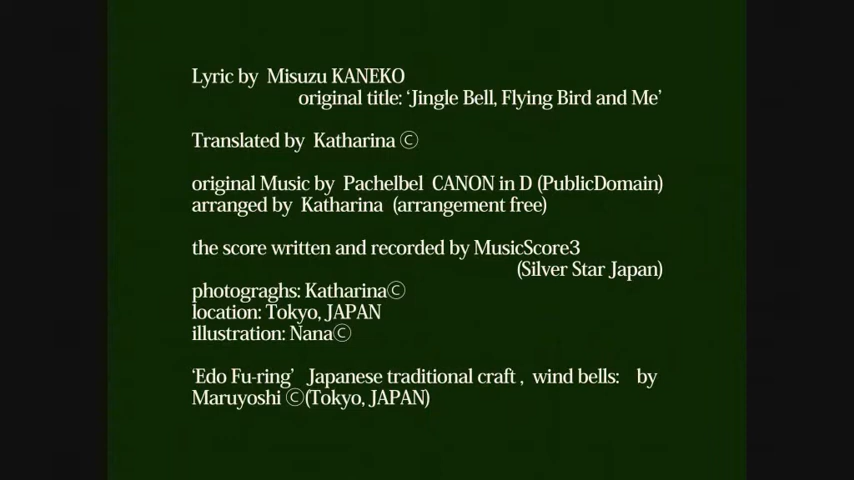 Lyric by Misuzu KANEKO
original title: ‘Jingle Bell, Flying Bird and Me’
Translated by Katharina Ⓒ
original Music by Pachelbel CANON in D (PublicDomain)
arranged by Katharina (arrangement free)
the score written and recorded by MusicScore3
(Silver Star Japan)
photograghs: KatharinaⒸ
location: Tokyo, JAPAN
illustration: NanaⒸ
‘Edo Fu-ring’ Japanese traditional craft , wind bells: by
Maruyoshi Ⓒ(Tokyo, JAPAN)